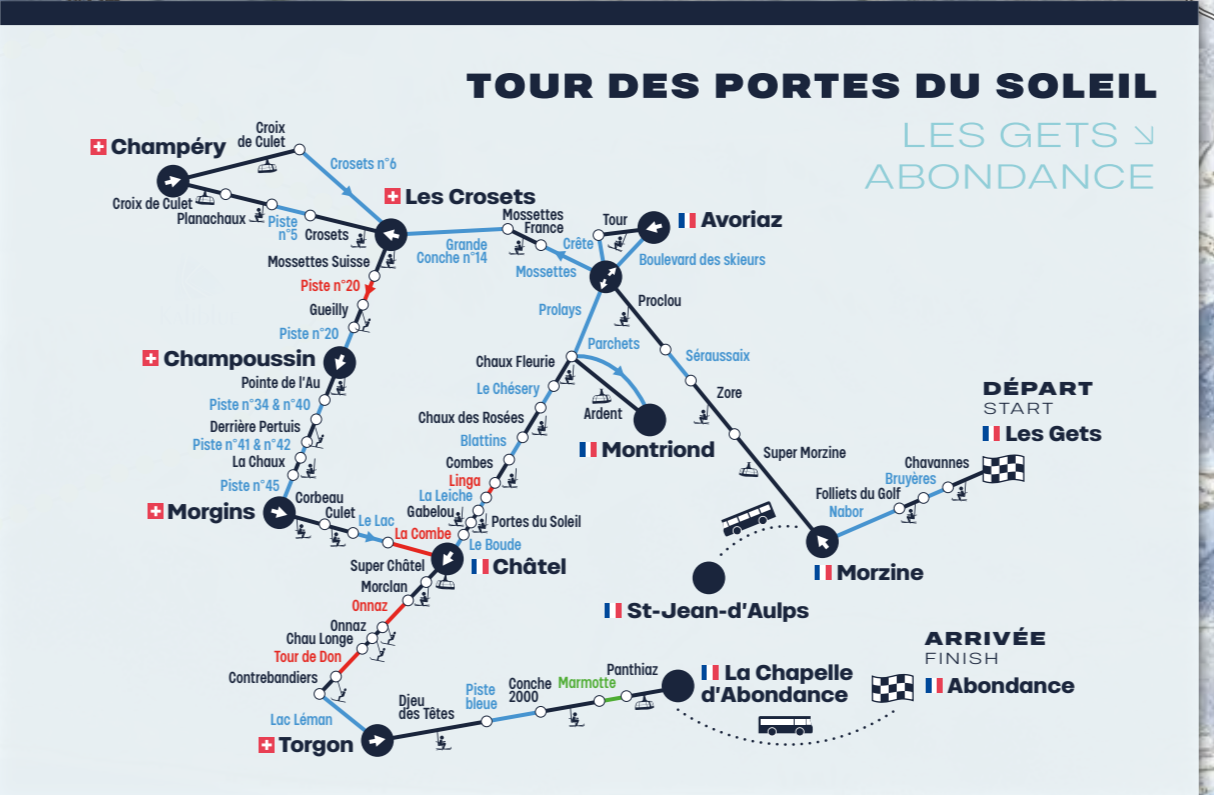 TOUR DES PORTES DU SOLEIL
LES GETS ↘
ABONDANCE
Croix
de Culet
Champéry
Crosets n°6
Croix de Culet
Planachaux
Piste
n°5
Crosets
Les Crosets
Mossettes
France
Grande
Conche n°14
Mossettes
Crête
Tour
Avoriaz
Boulevard des skieurs
Mossettes Suisse
Piste n°20
Gueilly
Piste n°20
Champoussin
Pointe de l'Au
Piste n°34 & n°40
Derrière Pertuis
Piste n°41 & n°42
La Chaux
Piste n°45
Morgins
Corbeau
Culet
Le Lac
La Combe
Prolays
Proclou
Parchets
Chaux Fleurie
Séraussaix
Le Chésery
Ardent
Zore
Chaux des Rosées
Montriond
Blattins
Super Morzine
Combes
Linga
La Leiche
Gabelou
Portes du Soleil
Le Boude
Châtel
DÉPART
START
Les Gets
Chavannes
Bruyères
Folliets du Golf
Nabor
Morzine
St-Jean-d'Aulps
Super Châtel
Morclan
Onnaz
Onnaz
Chau Longe
Tour de Don
Contrebandiers
Lac Léman
Torgon
Djeu
des Têtes
Piste
bleue
Conche
2000
Marmotte
Panthiaz
La Chapelle
d'Abondance
ARRIVÉE
FINISH
Abondance